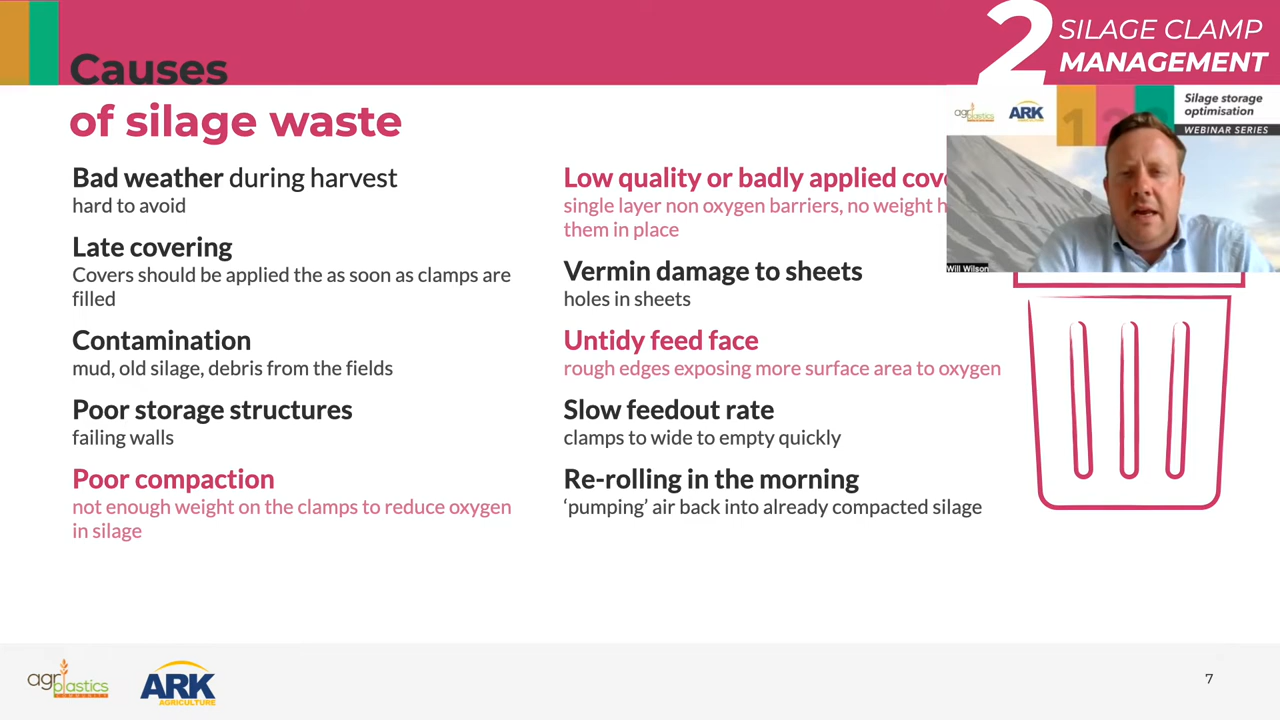 2
SILAGE CLAMP
MANAGEMENT
Causes
of silage waste
Bad weather during harvest
hard to avoid
Late covering
Covers should be applied the as soon as clamps are
filled
Contamination
mud, old silage, debris from the fields
Poor storage structures
failing walls
Poor compaction
not enough weight on the clamps to reduce oxygen
in silage
Low quality or badly applied
single layer non oxygen barriers, no weight
them in place
Vermin damage to sheets
holes in sheets
Untidy feed face
rough edges exposing more surface area to oxygen
Slow feedout rate
clamps to wide to empty quickly
Re-rolling in the morning
‘pumping’ air back into already compacted silage
ARK
1
Silage storage
optimisation
WEBINAR SERIES
Will Wilson
agriplastics
COMMUNITY
ARK
AGRICULTURE
7